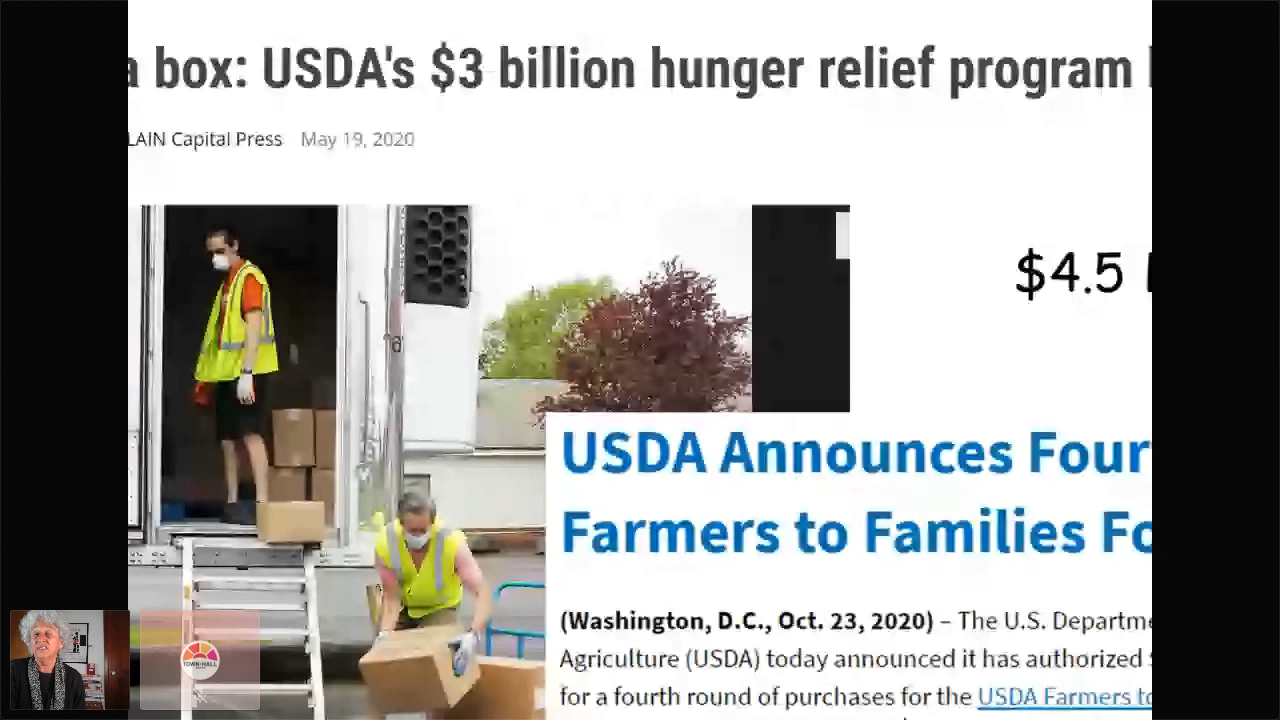 a box: USDA's $3 billion hunger relief program
LAIN Capital Press May 19, 2020
$4.5
USDA Announces Four
Farmers to Families Fo
(Washington, D.C., Oct. 23, 2020) – The U.S. Departme
Agriculture (USDA) today announced it has authorized
for a fourth round of purchases for the USDA Farmers to
TOWN HALL